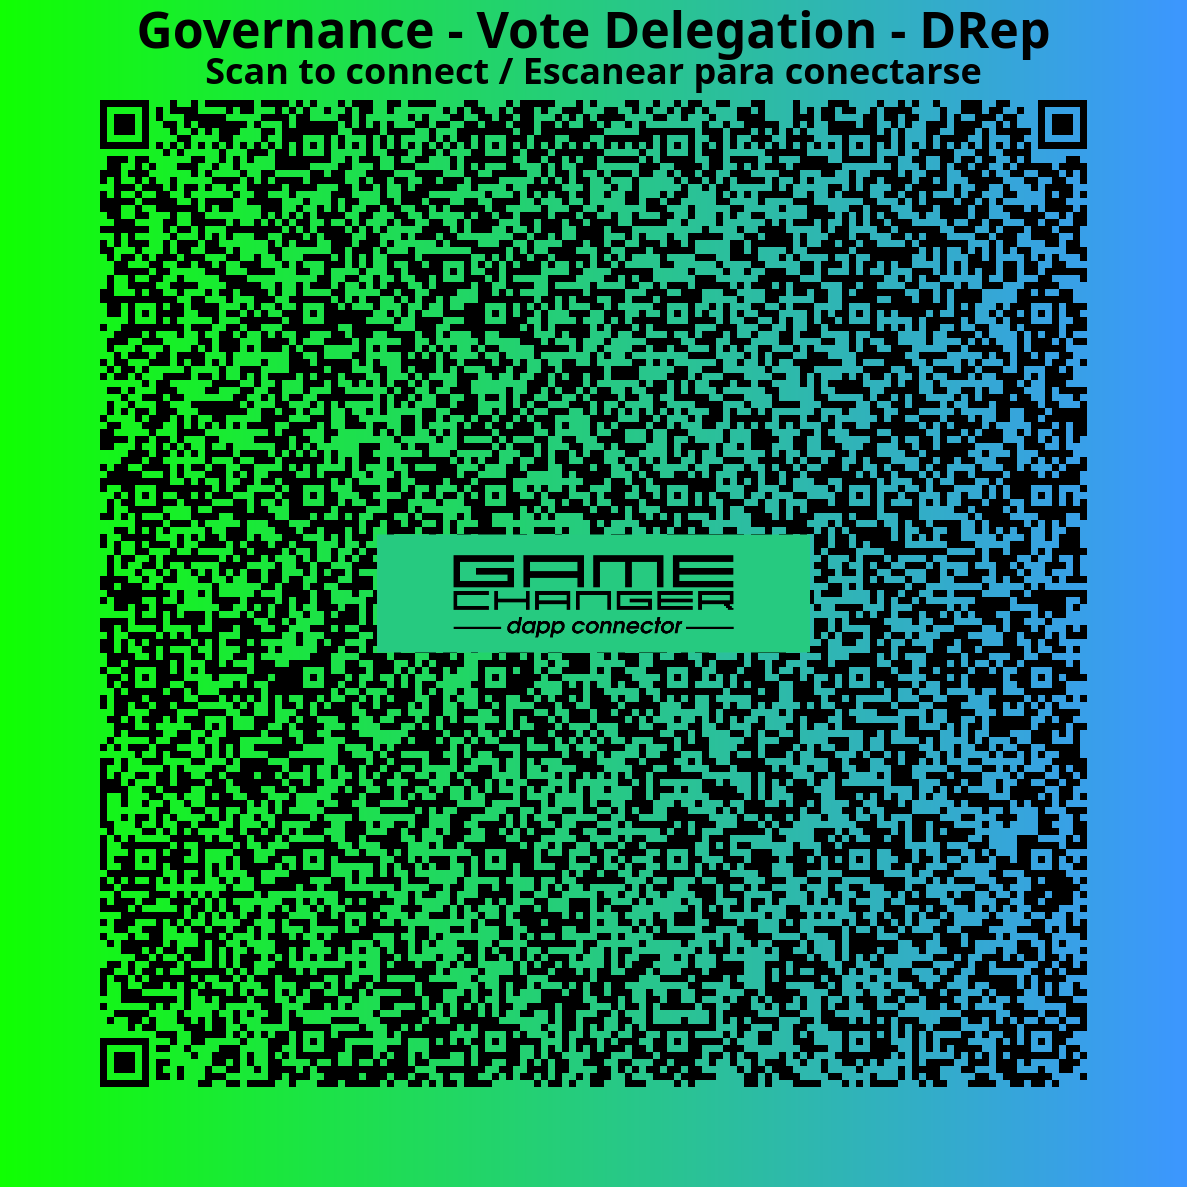 Governance - Vote Delegation - DRep
Scan to connect / Escanear para conectarse
GAME
CHANGER
dapp connector